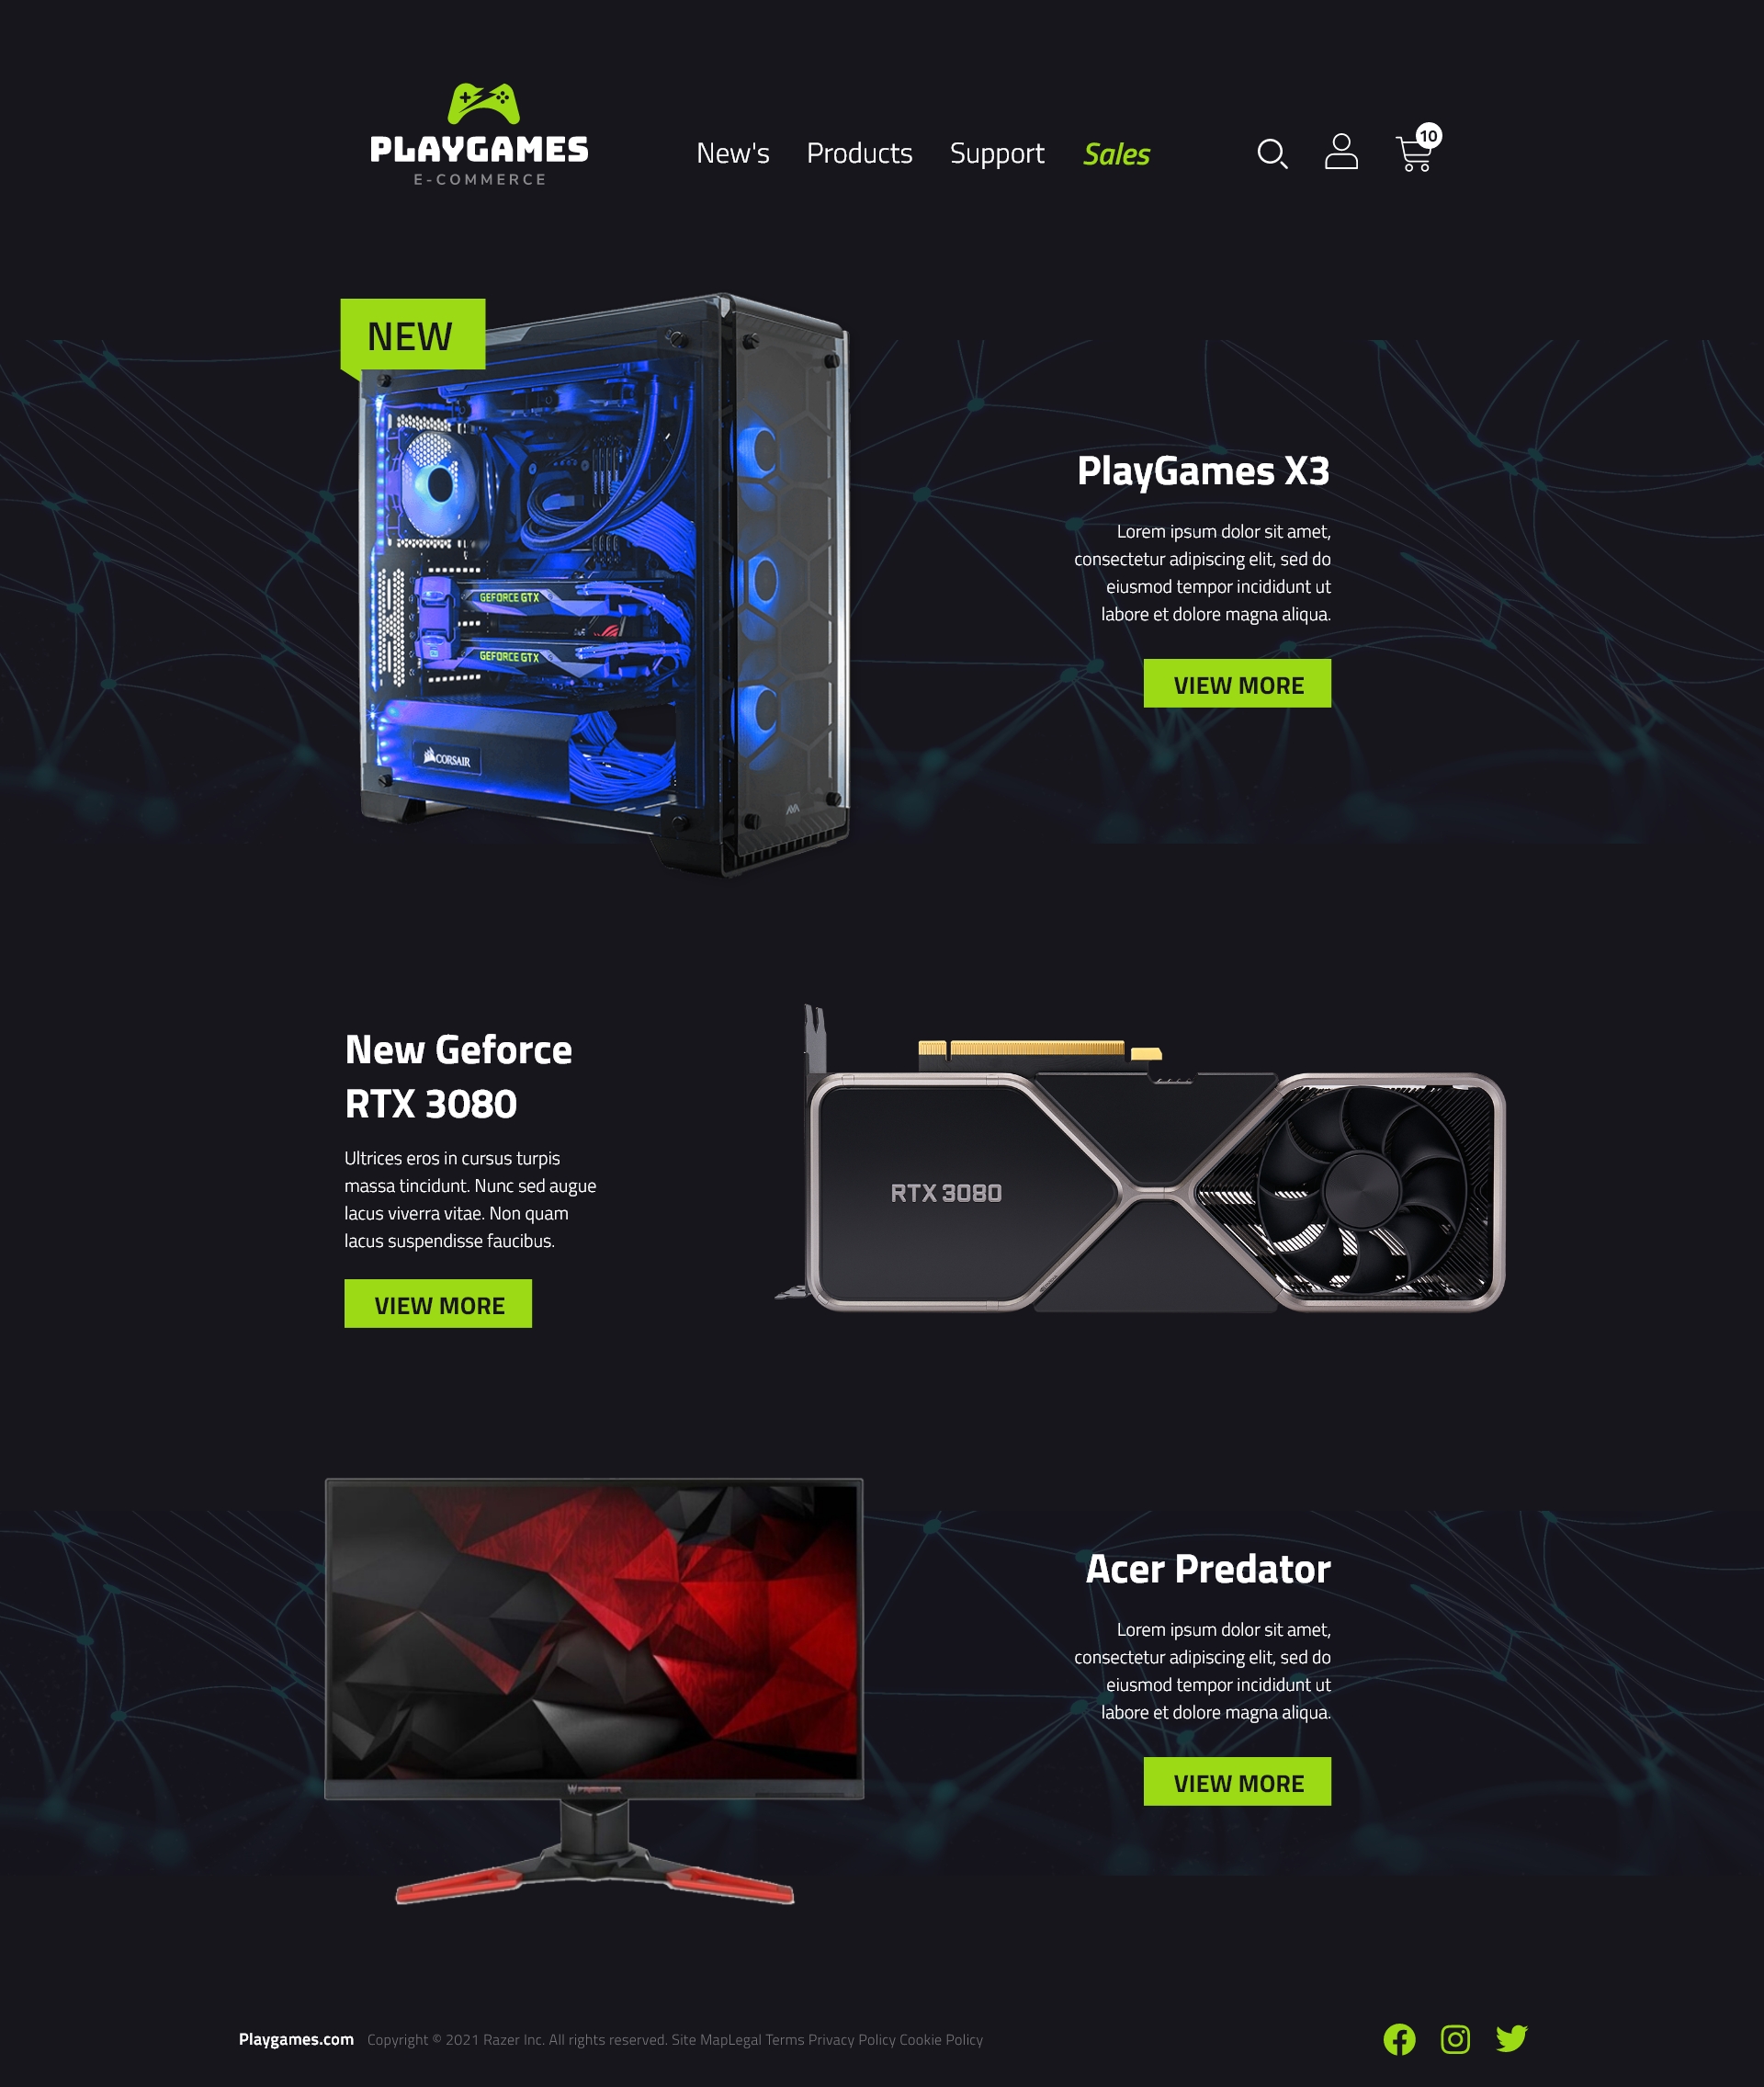 PLAYGAMES
E-COMMERCE
New's Products Support Sales
10
NEW
GEFORCE GTX
GEFORCE GTX
CORSAIR
PlayGames X3
Lorem ipsum dolor sit amet,
consectetur adipiscing elit, sed do
eiusmod tempor incididunt ut
labore et dolore magna aliqua.
VIEW MORE
New Geforce
RTX 3080
Ultrices eros in cursus turpis
massa tincidunt. Nunc sed augue
lacus viverra vitae. Non quam
lacus suspendisse faucibus.
VIEW MORE
RTX 3080
PREDATOR
Acer Predator
Lorem ipsum dolor sit amet,
consectetur adipiscing elit, sed do
eiusmod tempor incididunt ut
labore et dolore magna aliqua.
VIEW MORE
Playgames.com Copyright © 2021 Razer Inc. All rights reserved. Site MapLegal Terms Privacy Policy Cookie Policy